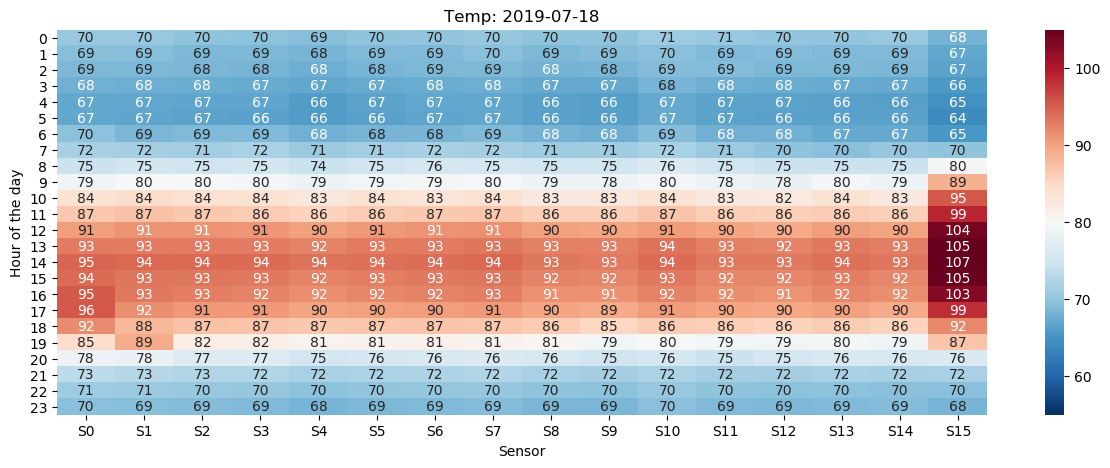 Temp: 2019-07-18
0 70 70 70 70 69 70 70 70 70 70 71 71 70 70 70 68
1 69 69 69 69 68 69 69 70 69 69 70 69 69 69 69 67
2 69 69 68 68 68 68 69 69 68 68 69 69 69 69 69 67
3 68 68 68 67 67 67 68 68 67 67 68 68 68 67 67 66
4 67 67 67 67 66 67 67 67 66 66 67 67 67 66 66 65
5 67 67 67 67 66 66 67 67 66 66 67 67 66 66 66 64
6 70 69 69 69 68 68 68 69 68 68 69 68 68 67 67 65
7 72 72 71 72 71 71 72 72 71 71 72 71 70 70 70 70
8 75 75 75 75 74 75 76 75 75 75 76 75 75 75 75 80
9 79 80 80 80 79 79 79 80 79 78 80 78 78 80 79 89
10 84 84 84 84 83 84 83 84 83 83 84 83 82 84 83 95
11 87 87 87 86 86 86 87 87 86 86 87 86 86 86 86 99
12 91 91 91 91 90 91 91 91 90 90 91 90 90 90 90 104
13 93 93 93 93 92 93 93 93 93 93 94 93 92 93 93 105
14 95 94 94 94 94 94 94 94 93 93 94 93 93 94 93 107
15 94 93 94 93 93 92 93 93 92 92 93 92 92 93 92 105
16 95 93 93 92 92 92 92 93 91 91 92 92 91 92 92 103
17 96 92 91 91 90 90 90 91 90 89 91 90 90 90 90 99
18 92 88 87 87 87 87 87 87 86 85 86 86 86 86 86 92
19 85 89 82 82 81 81 81 81 81 79 80 79 79 80 79 87
20 78 78 77 77 75 76 76 76 76 75 76 75 75 76 76 76
21 73 73 73 72 72 72 72 72 72 72 72 72 72 72 72 72
22 71 71 70 70 70 70 70 70 70 70 71 70 70 70 70 70
23 70 69 69 69 68 69 69 69 69 69 70 69 69 69 69 68
S0 S1 S2 S3 S4 S5 S6 S7 S8 S9 S10 S11 S12 S13 S14 S15
Sensor
Hour of the day
100
90
80
70
60